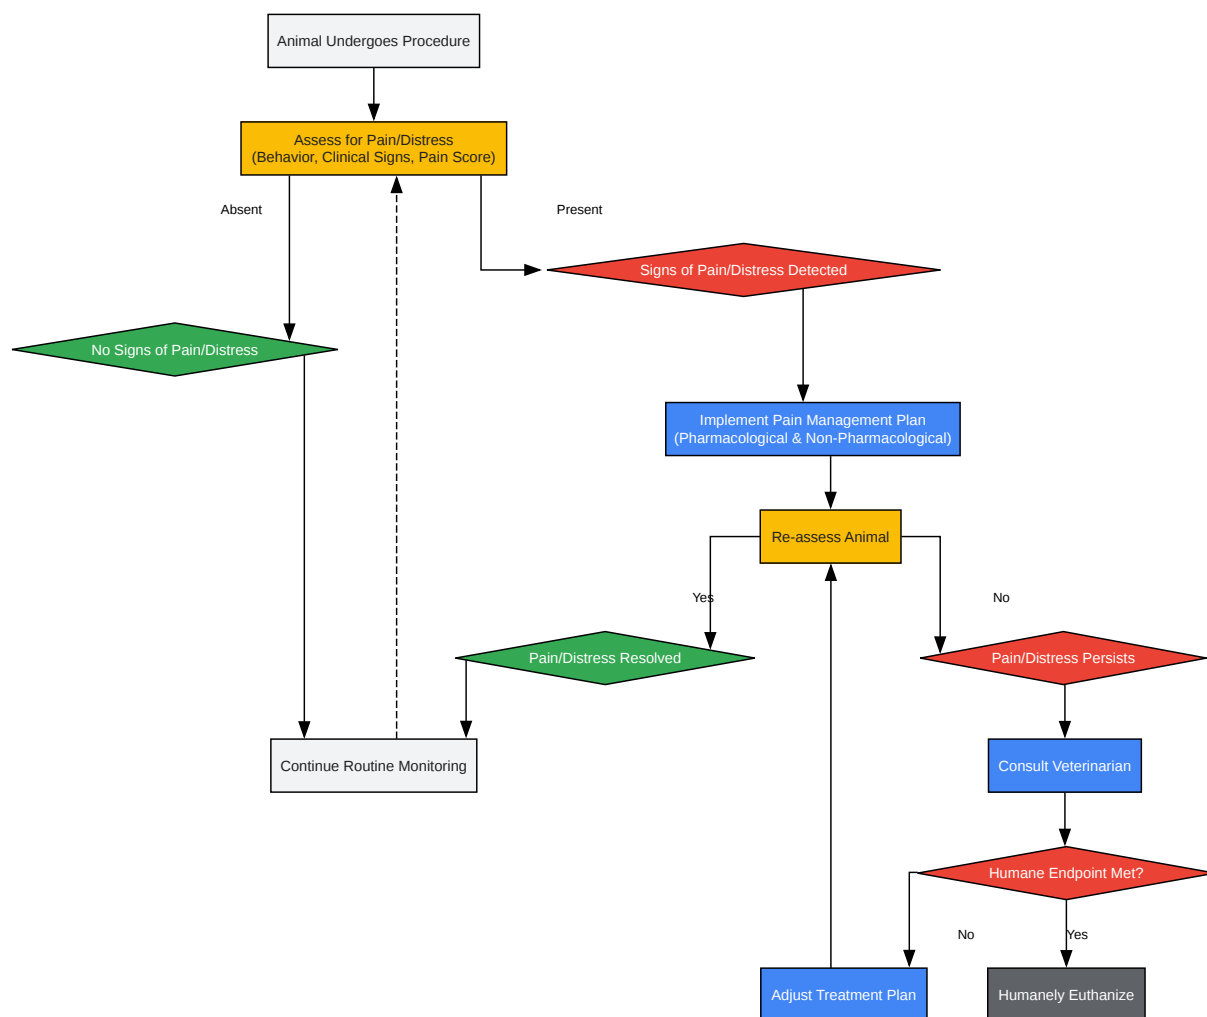 Animal Undergoes Procedure
Assess for Pain/Distress
(Behavior, Clinical Signs, Pain Score)
Absent
Present
Signs of Pain/Distress Detected
No Signs of Pain/Distress
Implement Pain Management Plan
(Pharmacological & Non-Pharmacological)
Re-assess Animal
Yes
No
Pain/Distress Resolved
Pain/Distress Persists
Continue Routine Monitoring
Consult Veterinarian
Humane Endpoint Met?
No
Yes
Adjust Treatment Plan
Humanely Euthanize